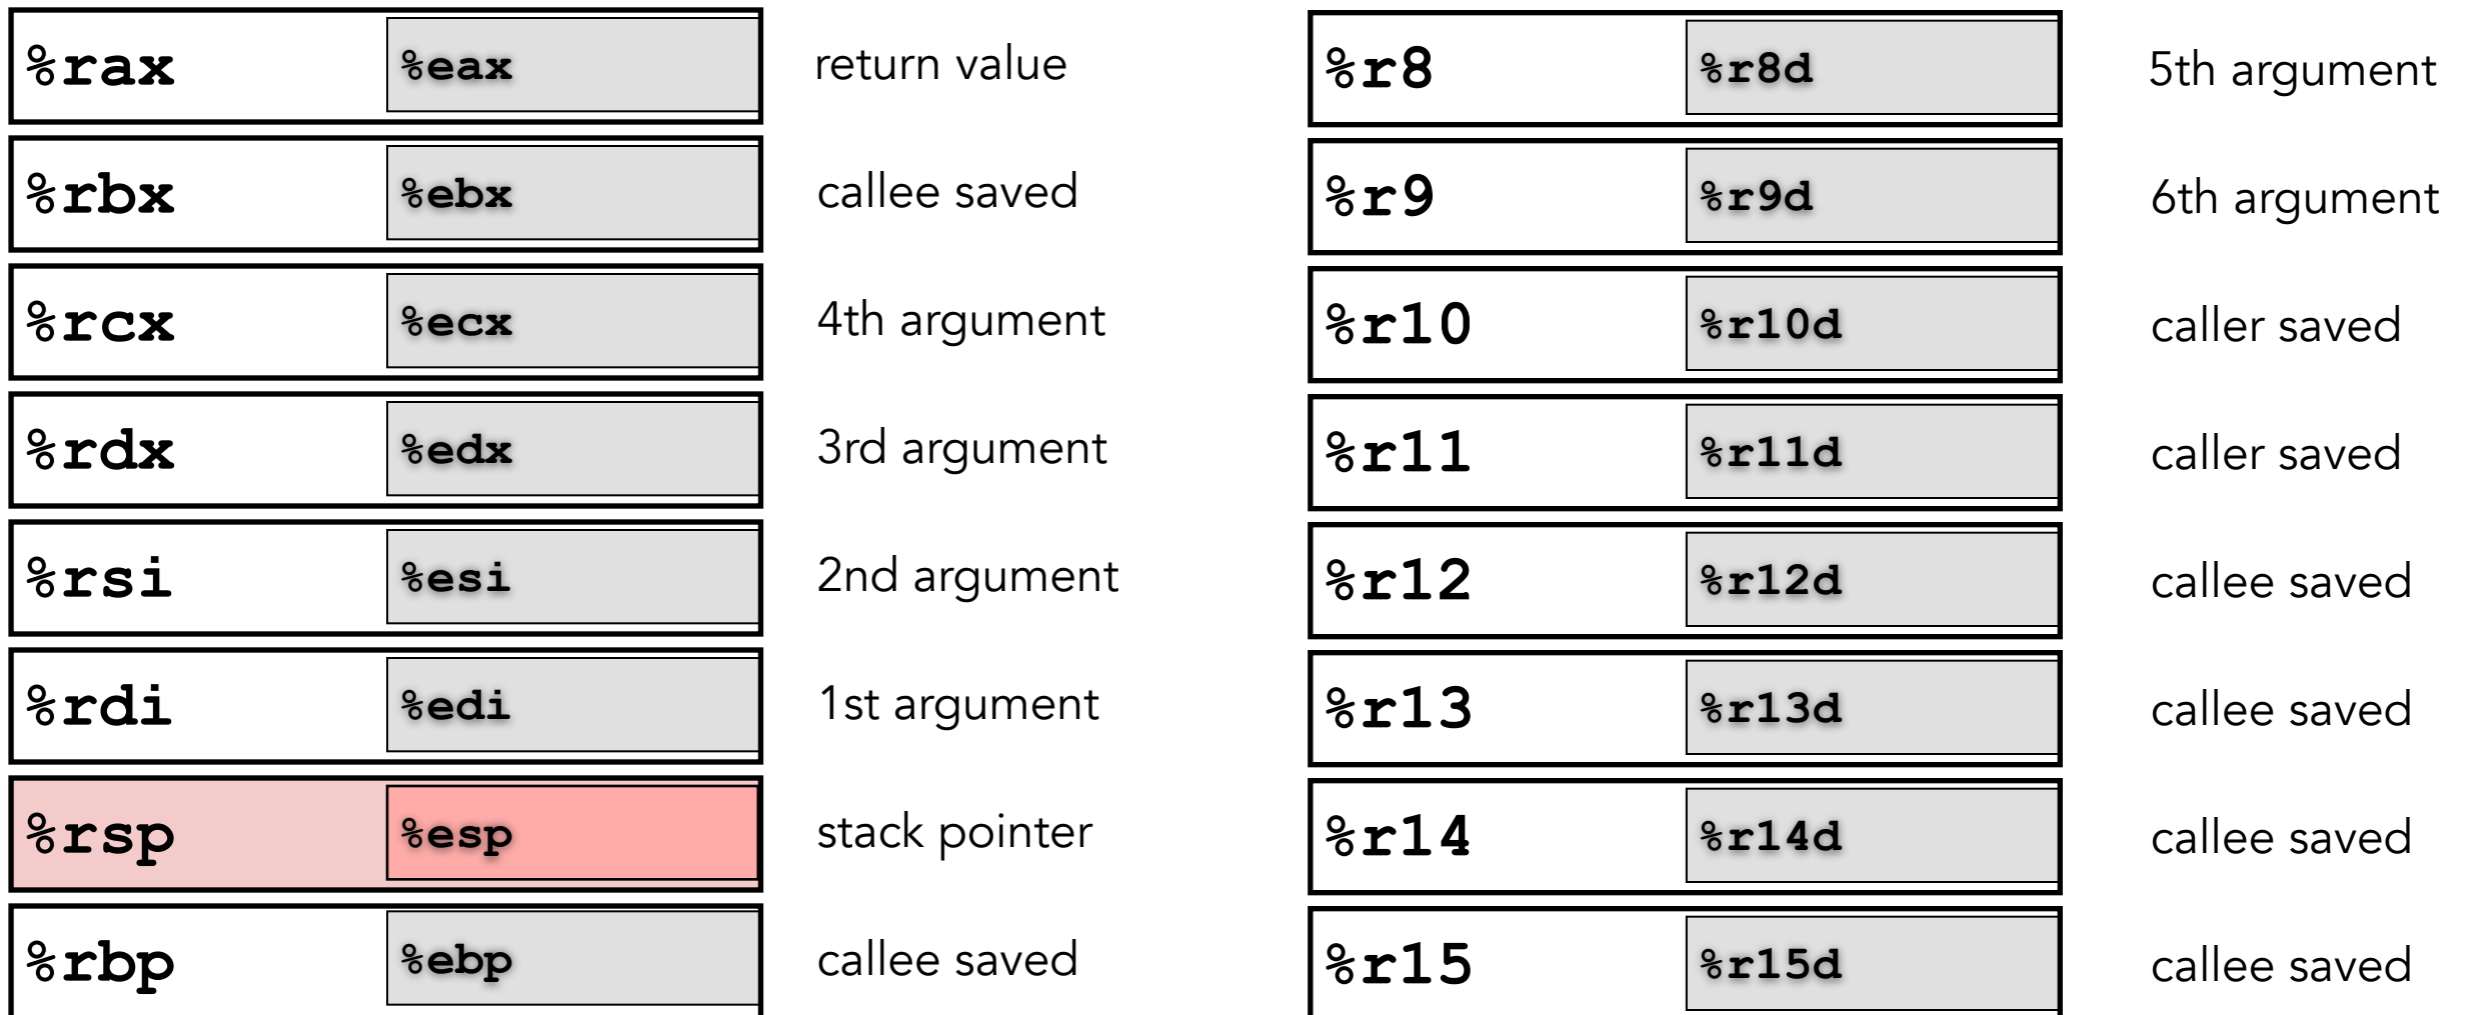 %rax %eax return value
%rbx %ebx callee saved
%rcx %ecx 4th argument
%rdx %edx 3rd argument
%rsi %esi 2nd argument
%rdi %edi 1st argument
%rsp %esp stack pointer
%rbp %ebp callee saved
%r8 %r8d 5th argument
%r9 %r9d 6th argument
%r10 %r10d caller saved
%r11 %r11d caller saved
%r12 %r12d callee saved
%r13 %r13d callee saved
%r14 %r14d callee saved
%r15 %r15d callee saved